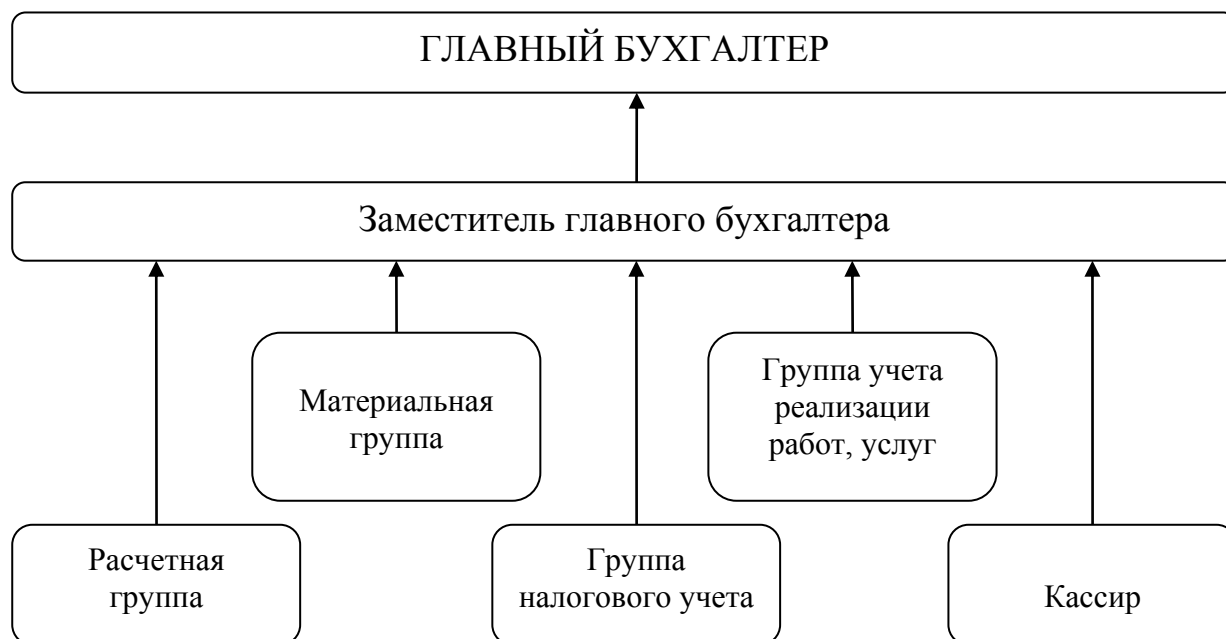 ГЛАВНЫЙ БУХГАЛТЕР
Заместитель главного бухгалтера
Материальная
группа
Группа учета
реализации
работ, услуг
Расчетная
группа
Группа
налогового учета
Кассир